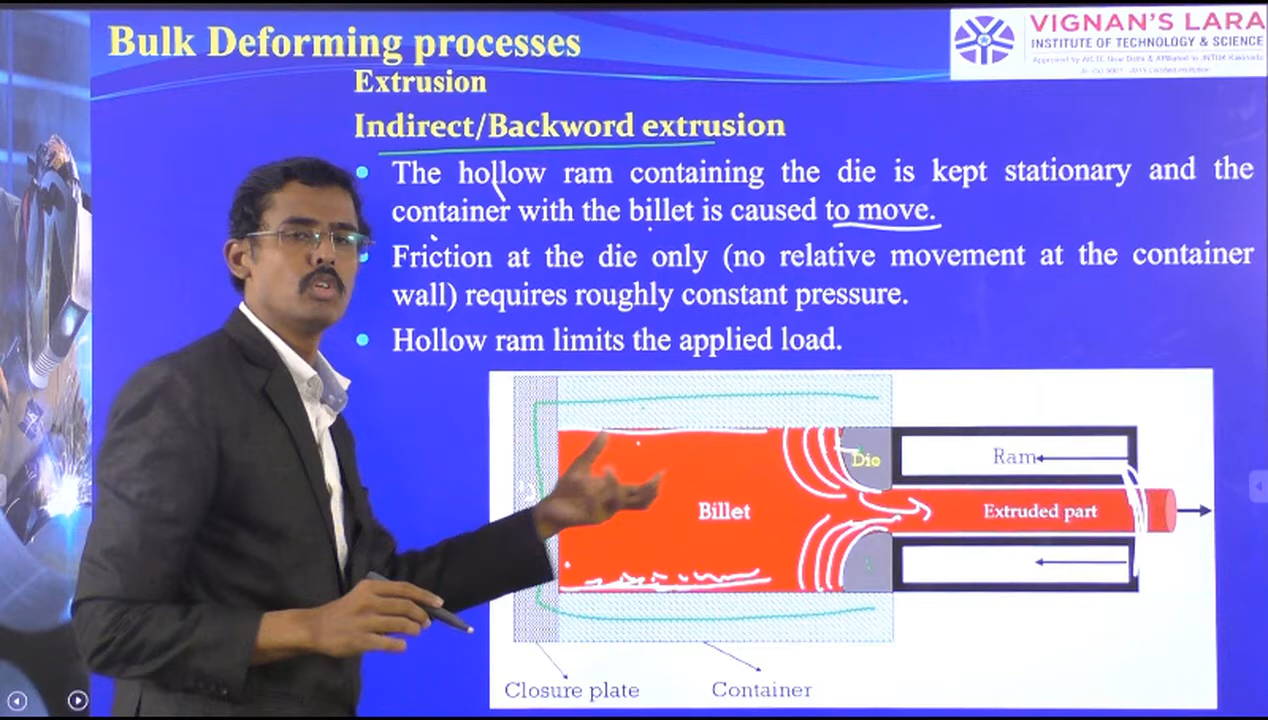 Bulk Deforming processes
VIGNAN'S LARA
INSTITUTE OF TECHNOLOGY & SCIENCE
Extrusion
Indirect/Backword extrusion
The hollow ram containing the die is kept stationary and the
container with the billet is caused to move.
Friction at the die only (no relative movement at the container
wall) requires roughly constant pressure.
Hollow ram limits the applied load.
Die
Ram
Billet
Extruded part
Closure plate
Container